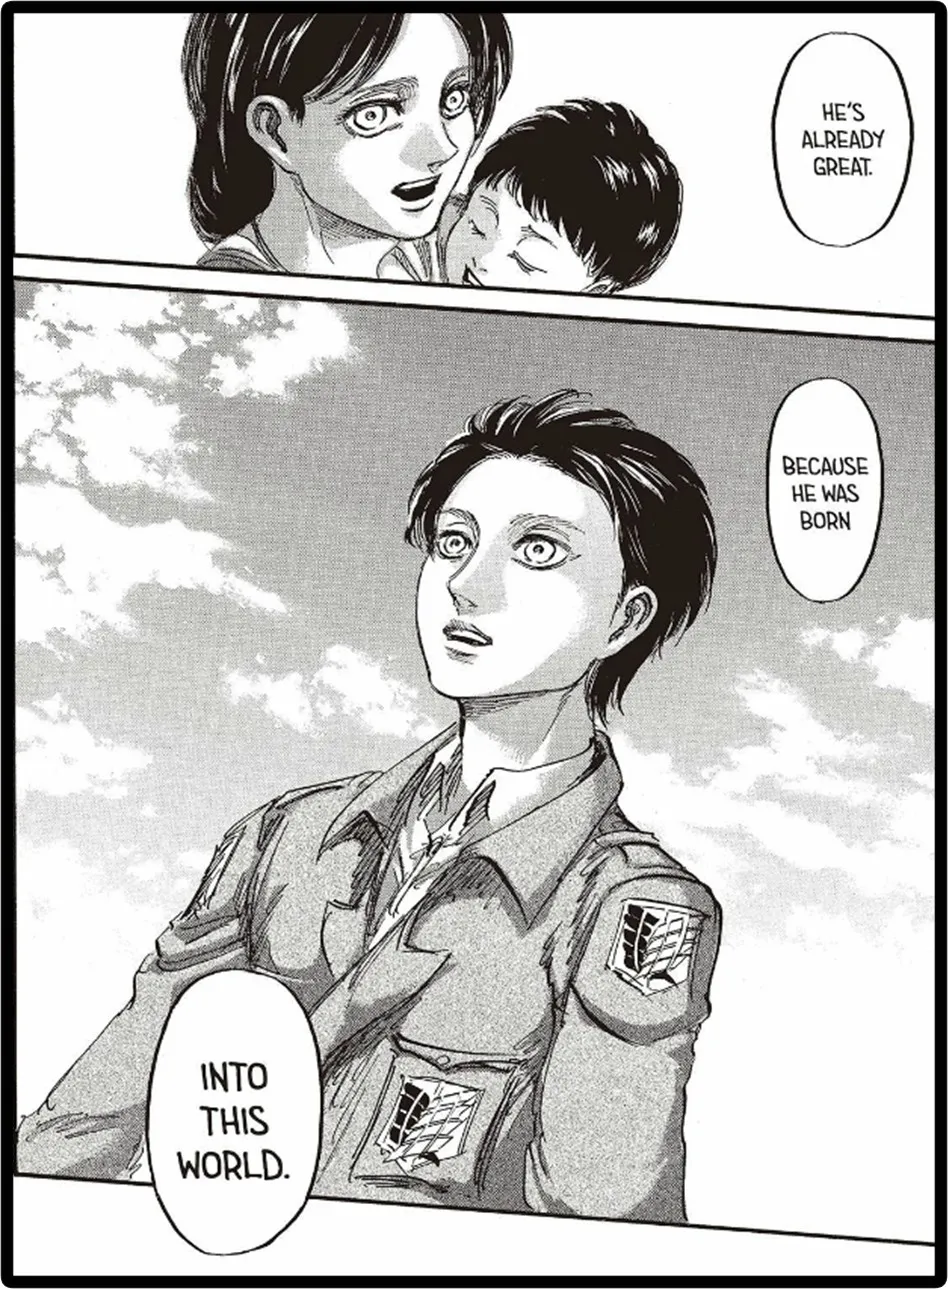 HE'S
ALREADY
GREAT.
BECAUSE
HE WAS
BORN
INTO
THIS
WORLD.